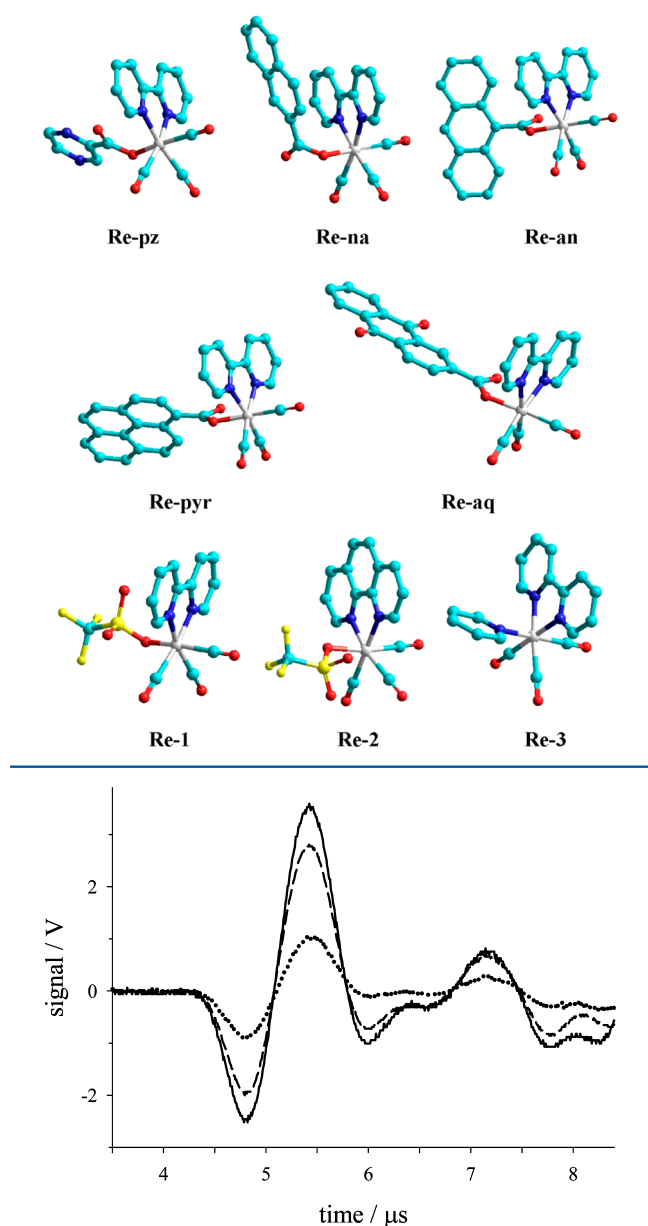 Re-pz Re-na Re-an
Re-pyr Re-aq
Re-1 Re-2 Re-3
signal / V
2
0
-2
4 5 6 7 8
time / μs